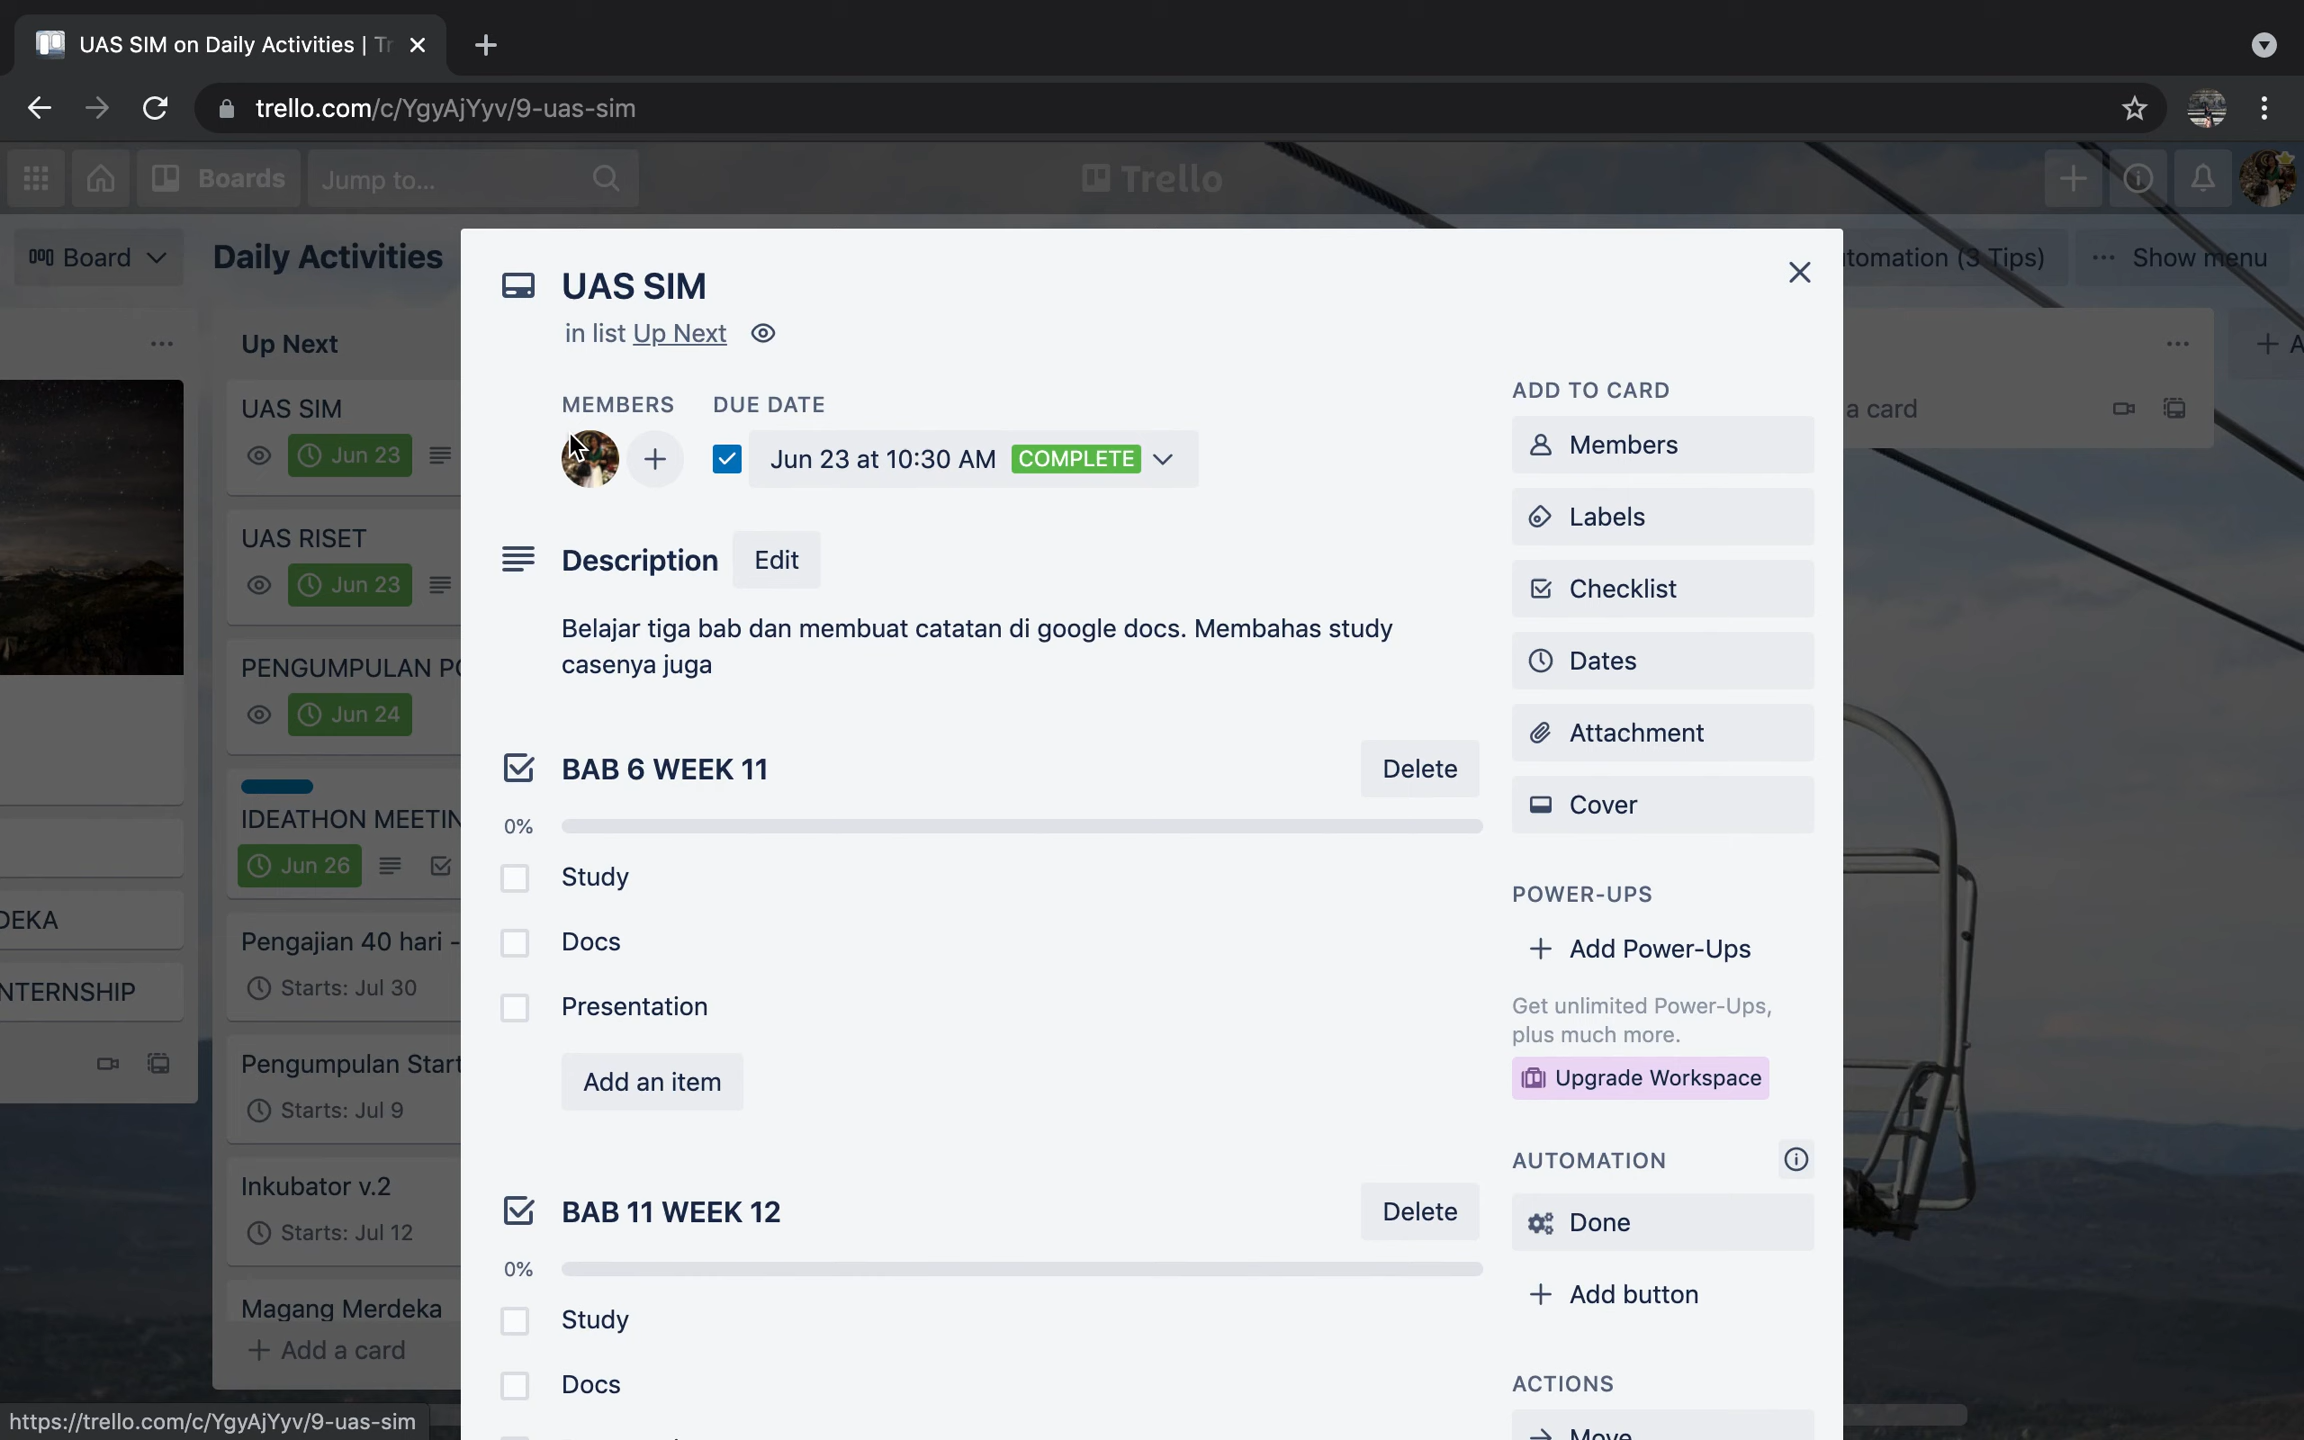 UAS SIM on Daily Activities | Tr
trello.com/c/YgyAjYyv/9-uas-sim
Boards
Jump to...
Trello
Board
Daily Activities
tomation (3 Tips)
Show menu
Up Next
UAS SIM
Jun 23
UAS RISET
Jun 23
PENGUMPULAN PO
Jun 24
IDEATHON MEETIN
Jun 26
Pengajian 40 hari -
Starts: Jul 30
Pengumpulan Start
Starts: Jul 9
Inkubator v.2
Starts: Jul 12
Magang Merdeka
+ Add a card
DEKA
NTERNSHIP
UAS SIM
in list Up Next
MEMBERS
DUE DATE
Jun 23 at 10:30 AM COMPLETE
Description
Edit
Belajar tiga bab dan membuat catatan di google docs. Membahas study
casenya juga
BAB 6 WEEK 11
Delete
0%
Study
Docs
Presentation
Add an item
BAB 11 WEEK 12
Delete
0%
Study
Docs
ADD TO CARD
Members
Labels
Checklist
Dates
Attachment
Cover
POWER-UPS
+ Add Power-Ups
Get unlimited Power-Ups,
plus much more.
Upgrade Workspace
AUTOMATION
Done
+ Add button
ACTIONS
Move
a card
+ A
https://trello.com/c/YgyAjYyv/9-uas-sim